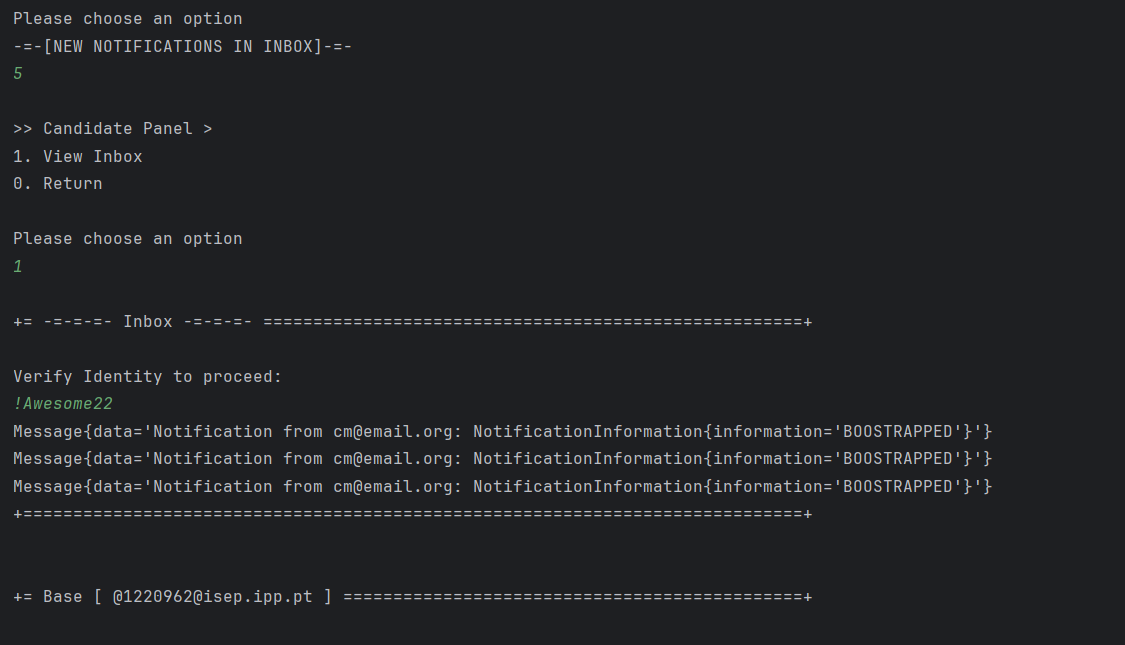 Please choose an option
-=-[NEW NOTIFICATIONS IN INBOX]-=-
5
>> Candidate Panel >
1. View Inbox
0. Return
Please choose an option
1
+= -=-=-=- Inbox -=-=-=- ======================================================+
Verify Identity to proceed:
!Awesome22
Message{data='Notification from cm@email.org: NotificationInformation{information='BOOSTRAPPED'}'}
Message{data='Notification from cm@email.org: NotificationInformation{information='BOOSTRAPPED'}'}
Message{data='Notification from cm@email.org: NotificationInformation{information='BOOSTRAPPED'}'}
+==============================================================================+
+= Base [ @1220962@isep.ipp.pt ] ==============================================+